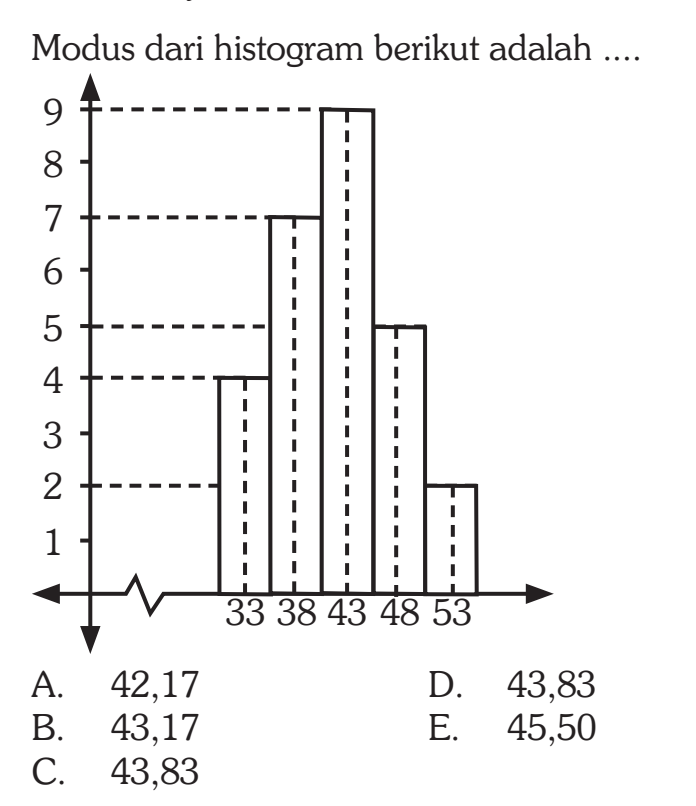 Modus dari histogram berikut adalah ....
9
8
7
6
5
4
3
2
1
33 38 43 48 53
A. 42,17 D. 43,83
B. 43,17 E. 45,50
C. 43,83